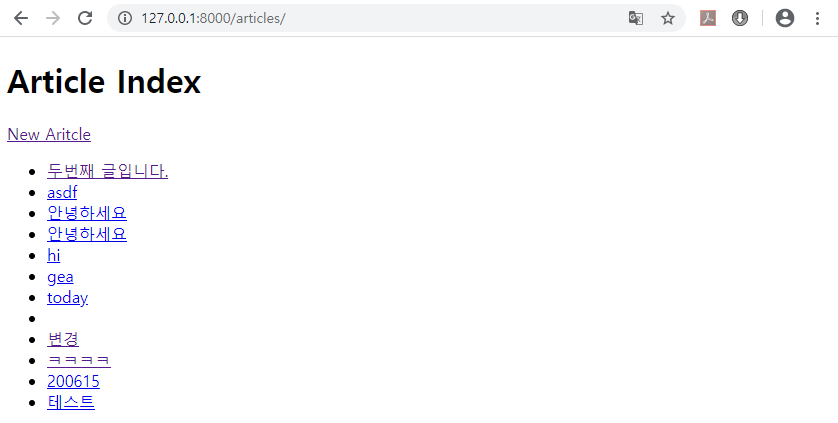 127.0.0.1:8000/articles/
Article Index
New Aritcle
두번째 글입니다.
asdf
안녕하세요
안녕하세요
hi
gea
today
변경
ㅋㅋㅋㅋ
200615
테스트